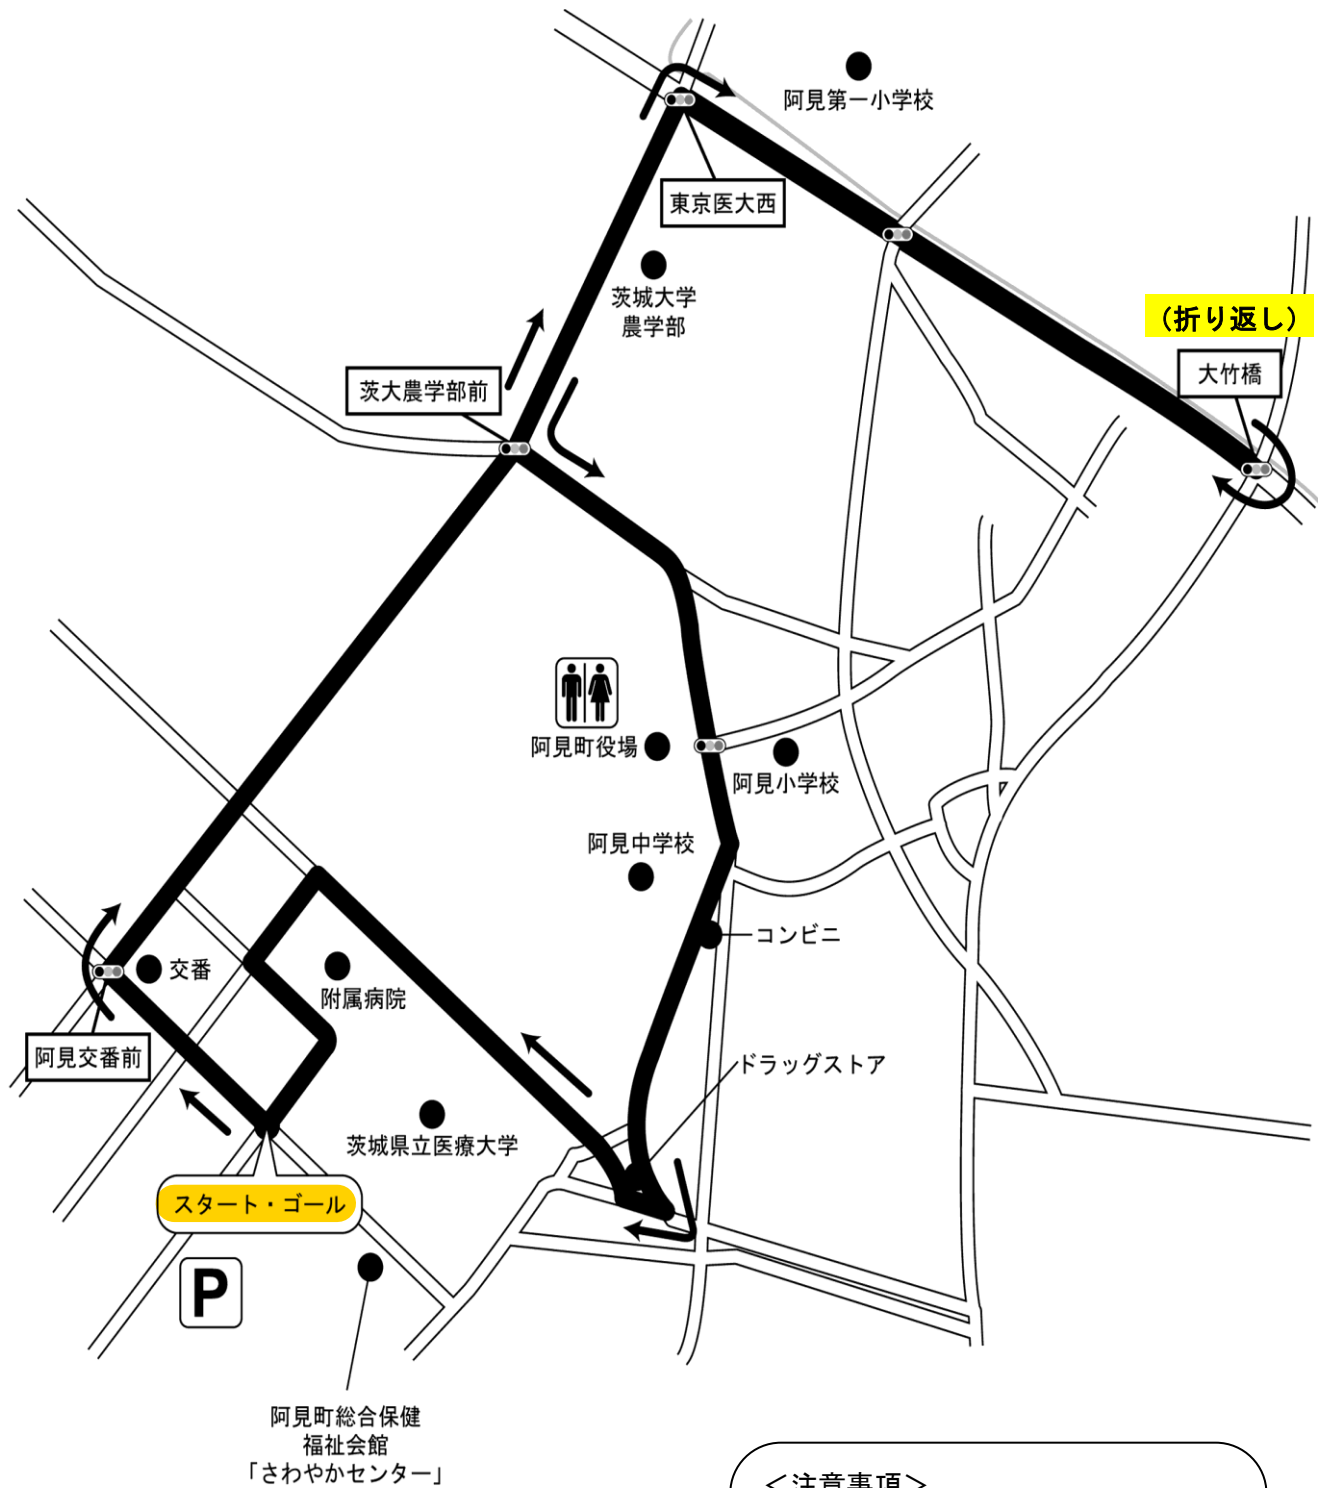 阿見第一小学校
東京医大西
茨城大学
農学部
(折り返し)
大竹橋
茨大農学部前
阿見町役場
阿見小学校
阿見中学校
コンビニ
交番
附属病院
阿見交番前
ドラッグストア
茨城県立医療大学
スタート・ゴール
P
阿見町総合保健
福祉会館
「さわやかセンター」
＜注意事項＞